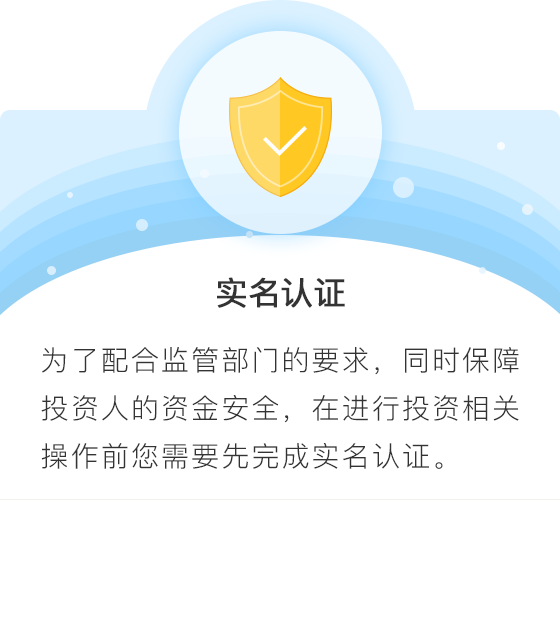 实名认证
为了配合监管部门的要求，同时保障
投资人的资金安全，在进行投资相关
操作前您需要先完成实名认证。